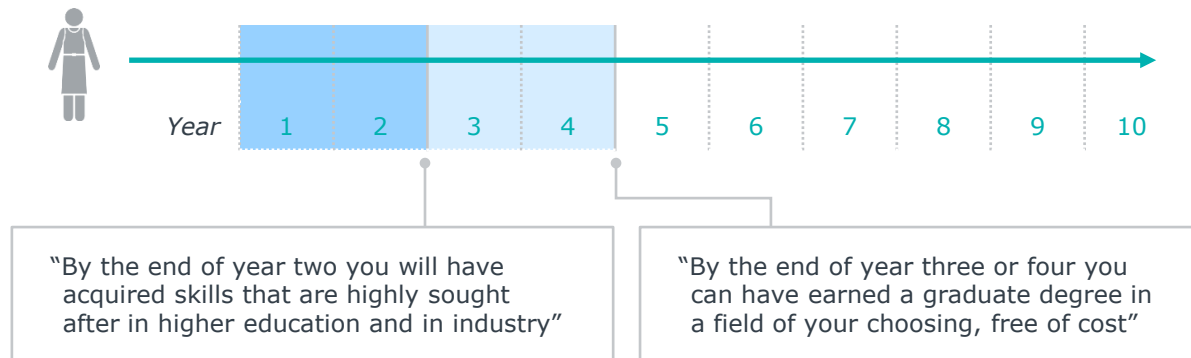 Year 1 2 3 4 5 6 7 8 9 10
“By the end of year two you will have
acquired skills that are highly sought
after in higher education and in industry”
“By the end of year three or four you
can have earned a graduate degree in
a field of your choosing, free of cost”